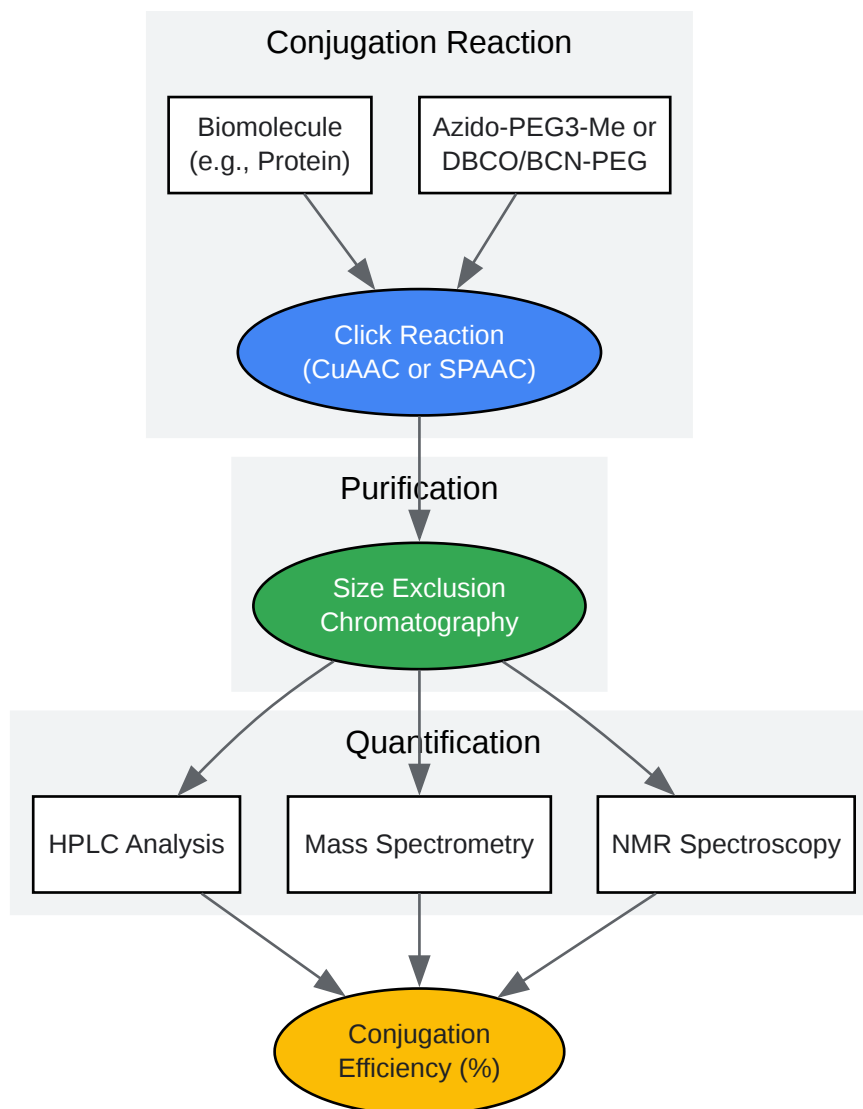 Conjugation Reaction
Biomolecule
(e.g., Protein)
Azido-PEG3-Me or
DBCO/BCN-PEG
Click Reaction
(CuAAC or SPAAC)
Purification
Size Exclusion
Chromatography
Quantification
HPLC Analysis
Mass Spectrometry
NMR Spectroscopy
Conjugation
Efficiency (%)